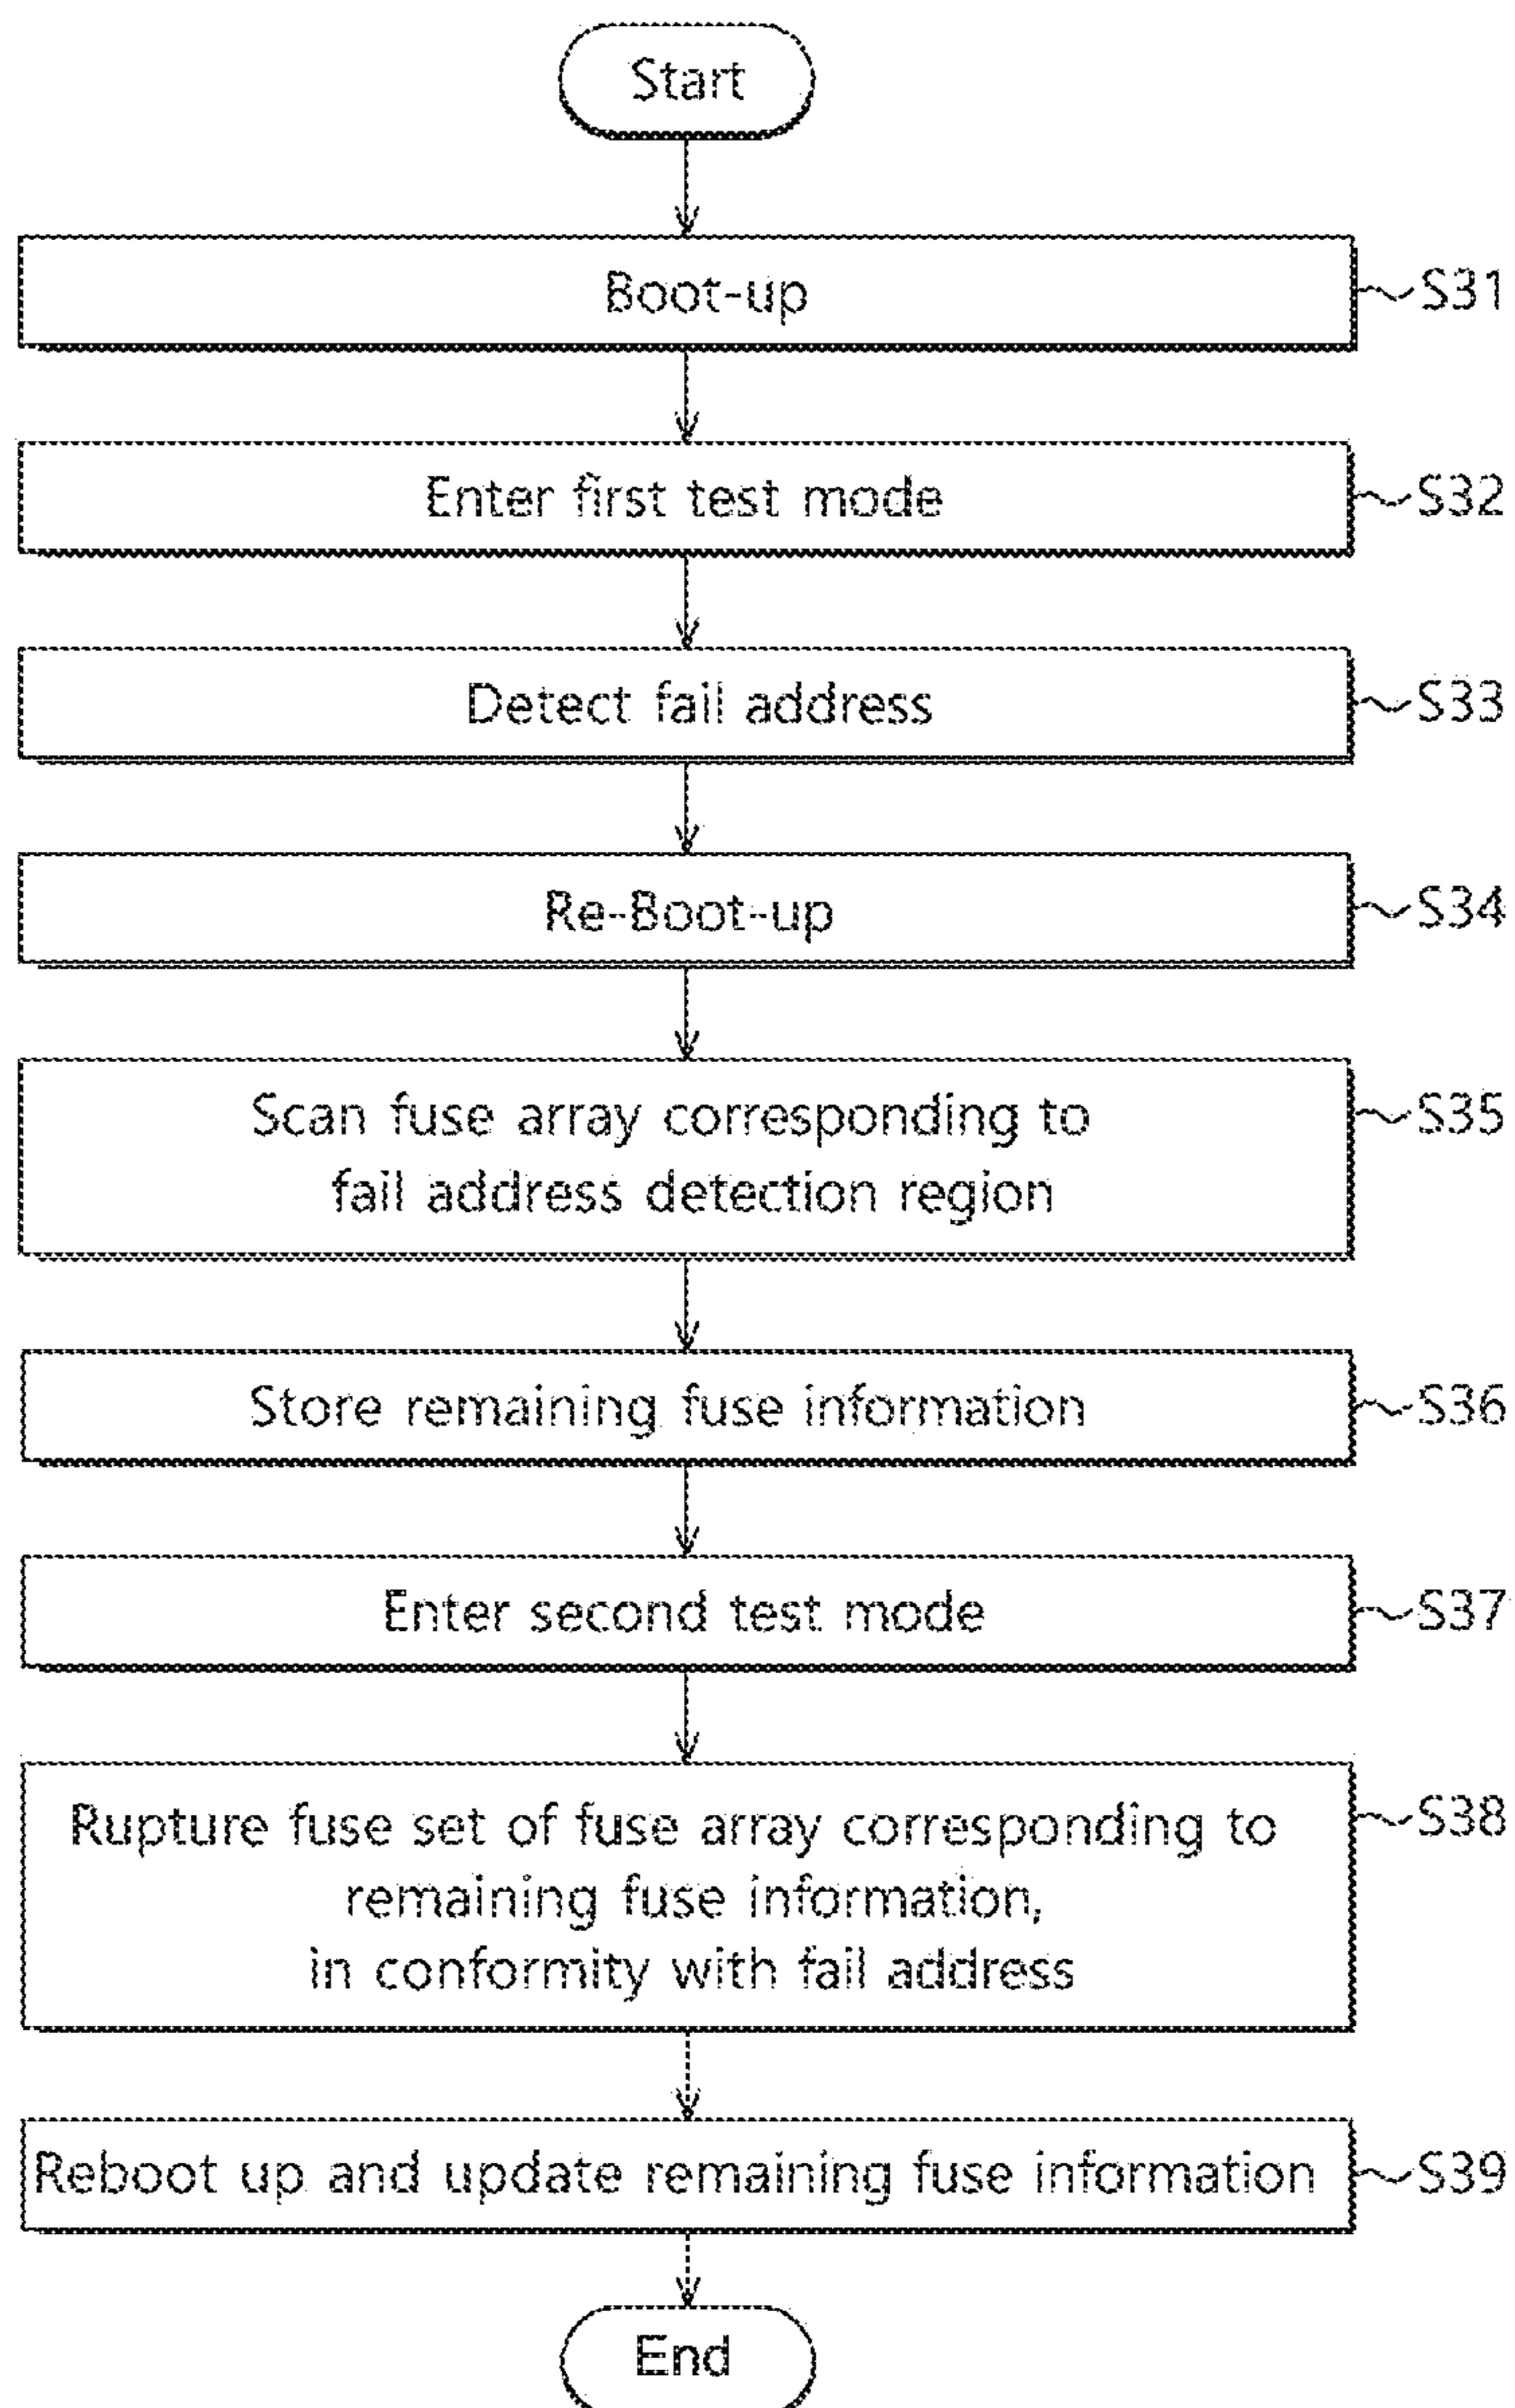 Start
Boot-up
S31
Enter first test mode
S32
Detect fail address
S33
Re-Boot-up
S34
Scan fuse array corresponding to
S35
fail address detection region
Store remaining fuse information
S36
Enter second test mode
S37
Rupture fuse set of fuse array corresponding to
S38
remaining fuse information,
in conformity with fail address
Reboot up and update remaining fuse information
S39
End